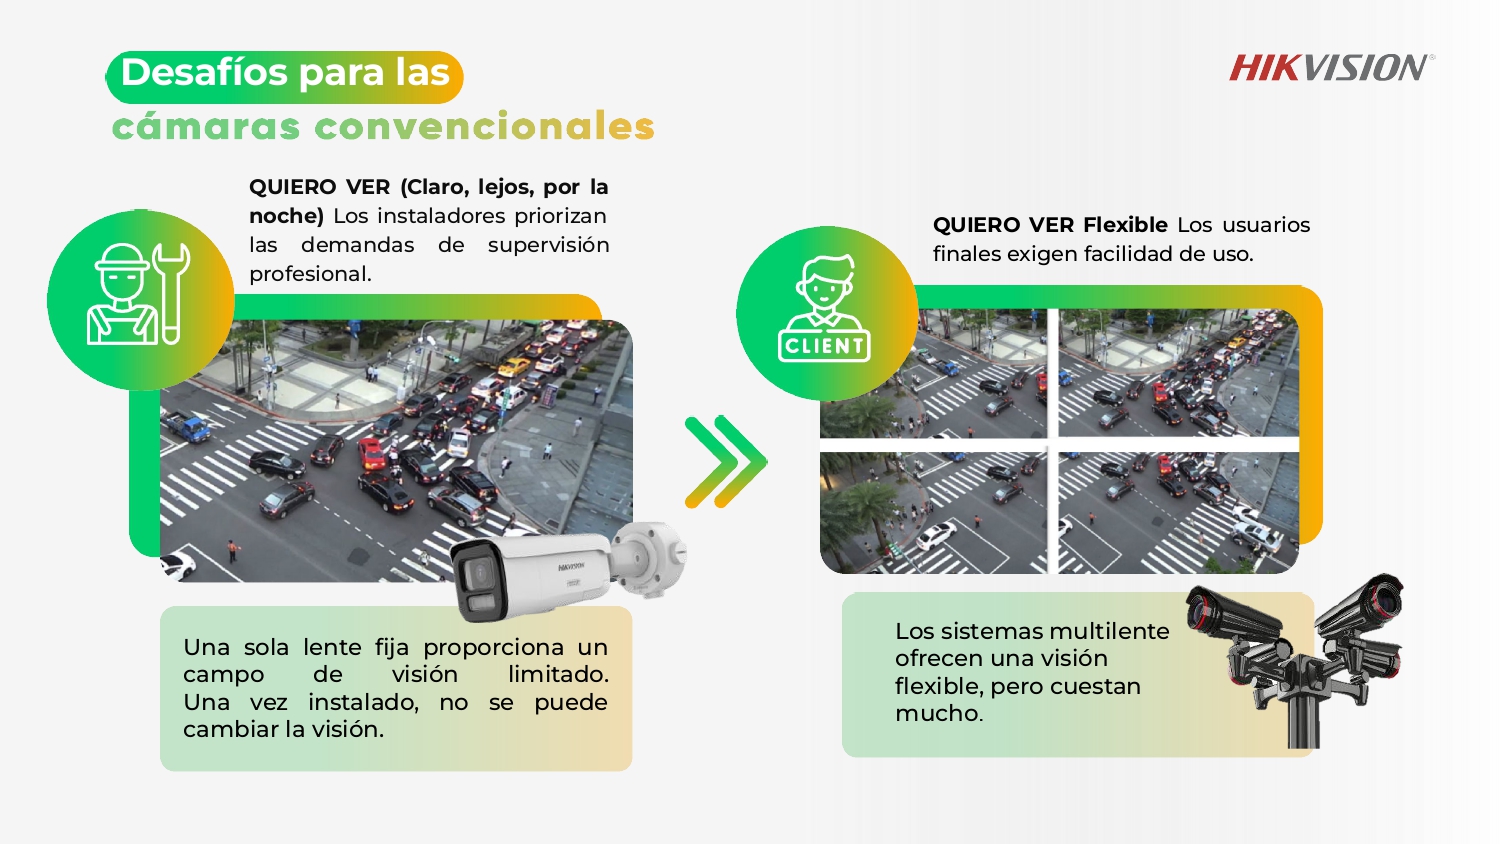 Desafíos para las
cámaras convencionales
HIKVISION®
QUIERO VER (Claro, lejos, por la
noche) Los instaladores priorizan
las demandas de supervisión
profesional.
QUIERO VER Flexible Los usuarios
finales exigen facilidad de uso.
CLIENT
HIKVISION
Una sola lente fija proporciona un
campo de visión limitado.
Una vez instalado, no se puede
cambiar la visión.
Los sistemas multilente
ofrecen una visión
flexible, pero cuestan
mucho.